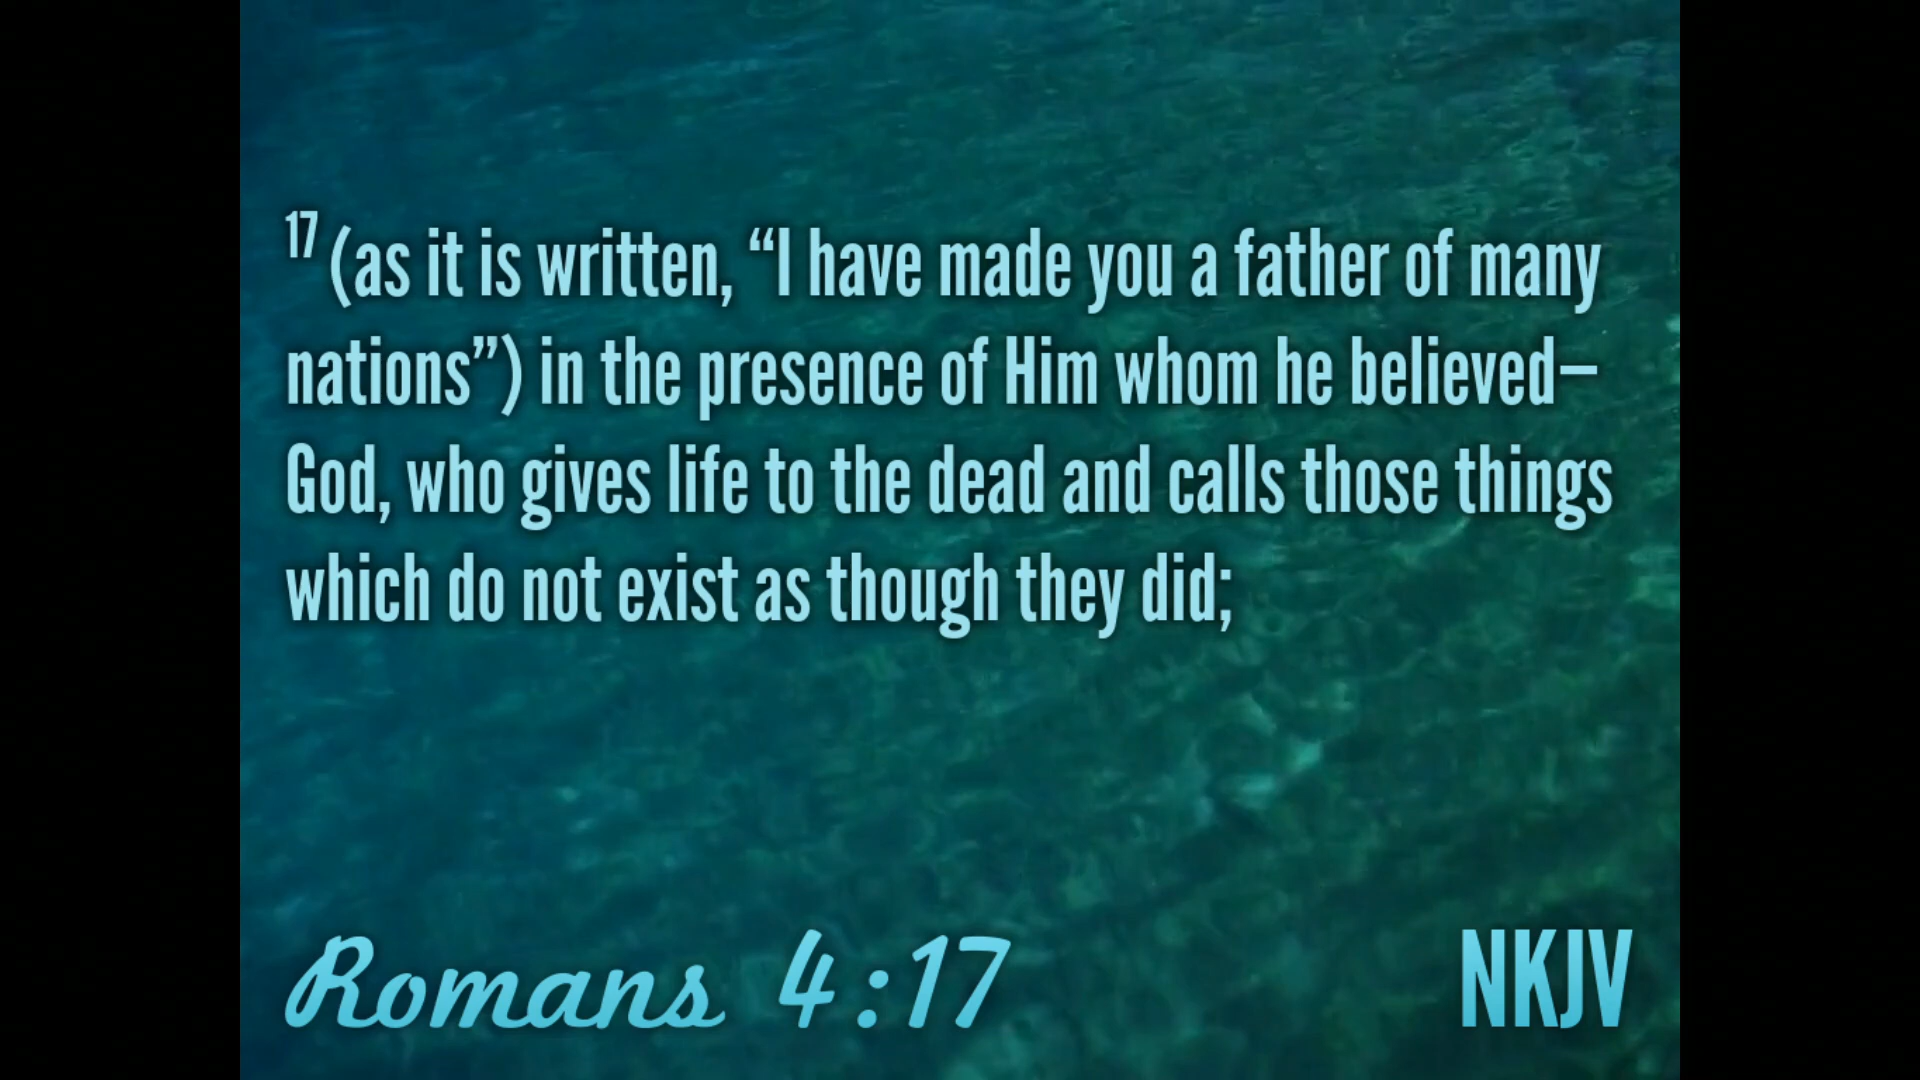 17 (as it is written, “I have made you a father of many
nations”) in the presence of Him whom he believed—
God, who gives life to the dead and calls those things
which do not exist as though they did;
Romans 4:17
NKJV